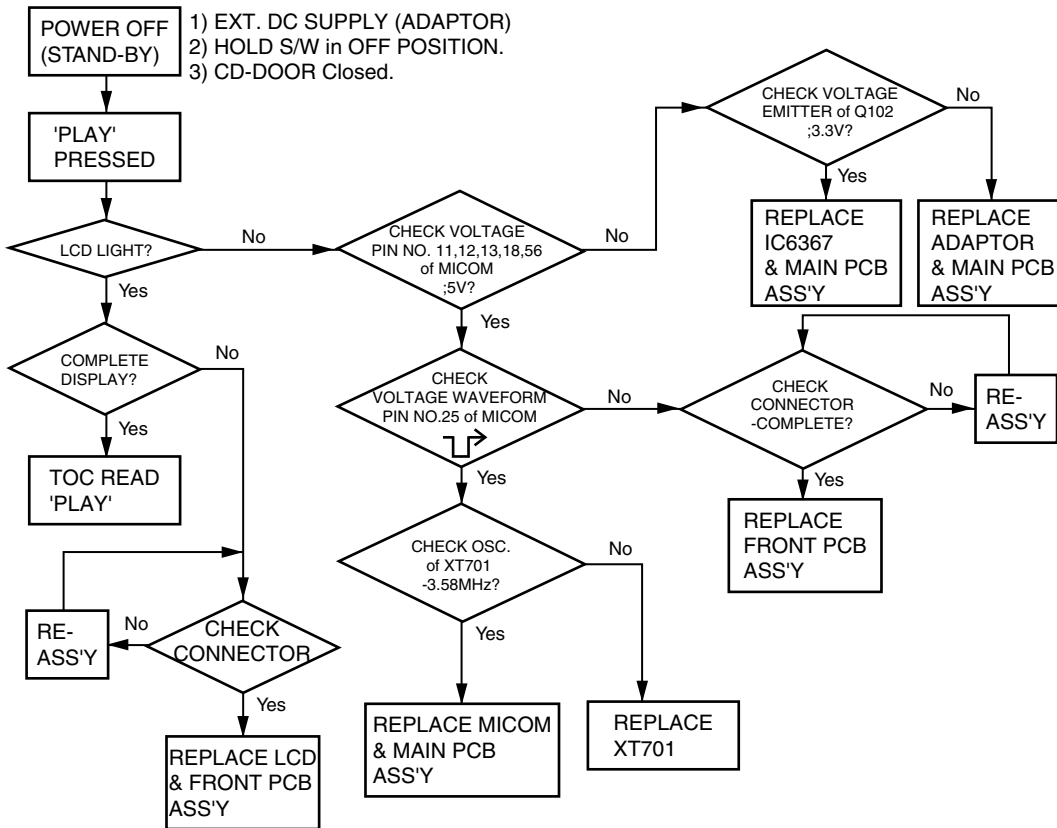 POWER OFF
(STAND-BY)
1) EXT. DC SUPPLY (ADAPTOR)
2) HOLD S/W in OFF POSITION.
3) CD-DOOR Closed.
'PLAY'
PRESSED
LCD LIGHT?
No
Yes
CHECK VOLTAGE
PIN NO. 11,12,13,18,56
of MICOM
;5V?
No
Yes
CHECK VOLTAGE
EMITTER of Q102
;3.3V?
No
Yes
REPLACE
IC6367
& MAIN PCB
ASS'Y
REPLACE
ADAPTOR
& MAIN PCB
ASS'Y
COMPLETE
DISPLAY?
No
Yes
TOC READ
'PLAY'
CHECK
VOLTAGE WAVEFORM
PIN NO.25 of MICOM
No
Yes
CHECK
CONNECTOR
-COMPLETE?
No
Yes
RE-
ASS'Y
REPLACE
FRONT PCB
ASS'Y
CHECK OSC.
of XT701
-3.58MHz?
No
Yes
RE-
ASS'Y
No
CHECK
CONNECTOR
Yes
REPLACE LCD
& FRONT PCB
ASS'Y
REPLACE MICOM
& MAIN PCB
ASS'Y
REPLACE
XT701